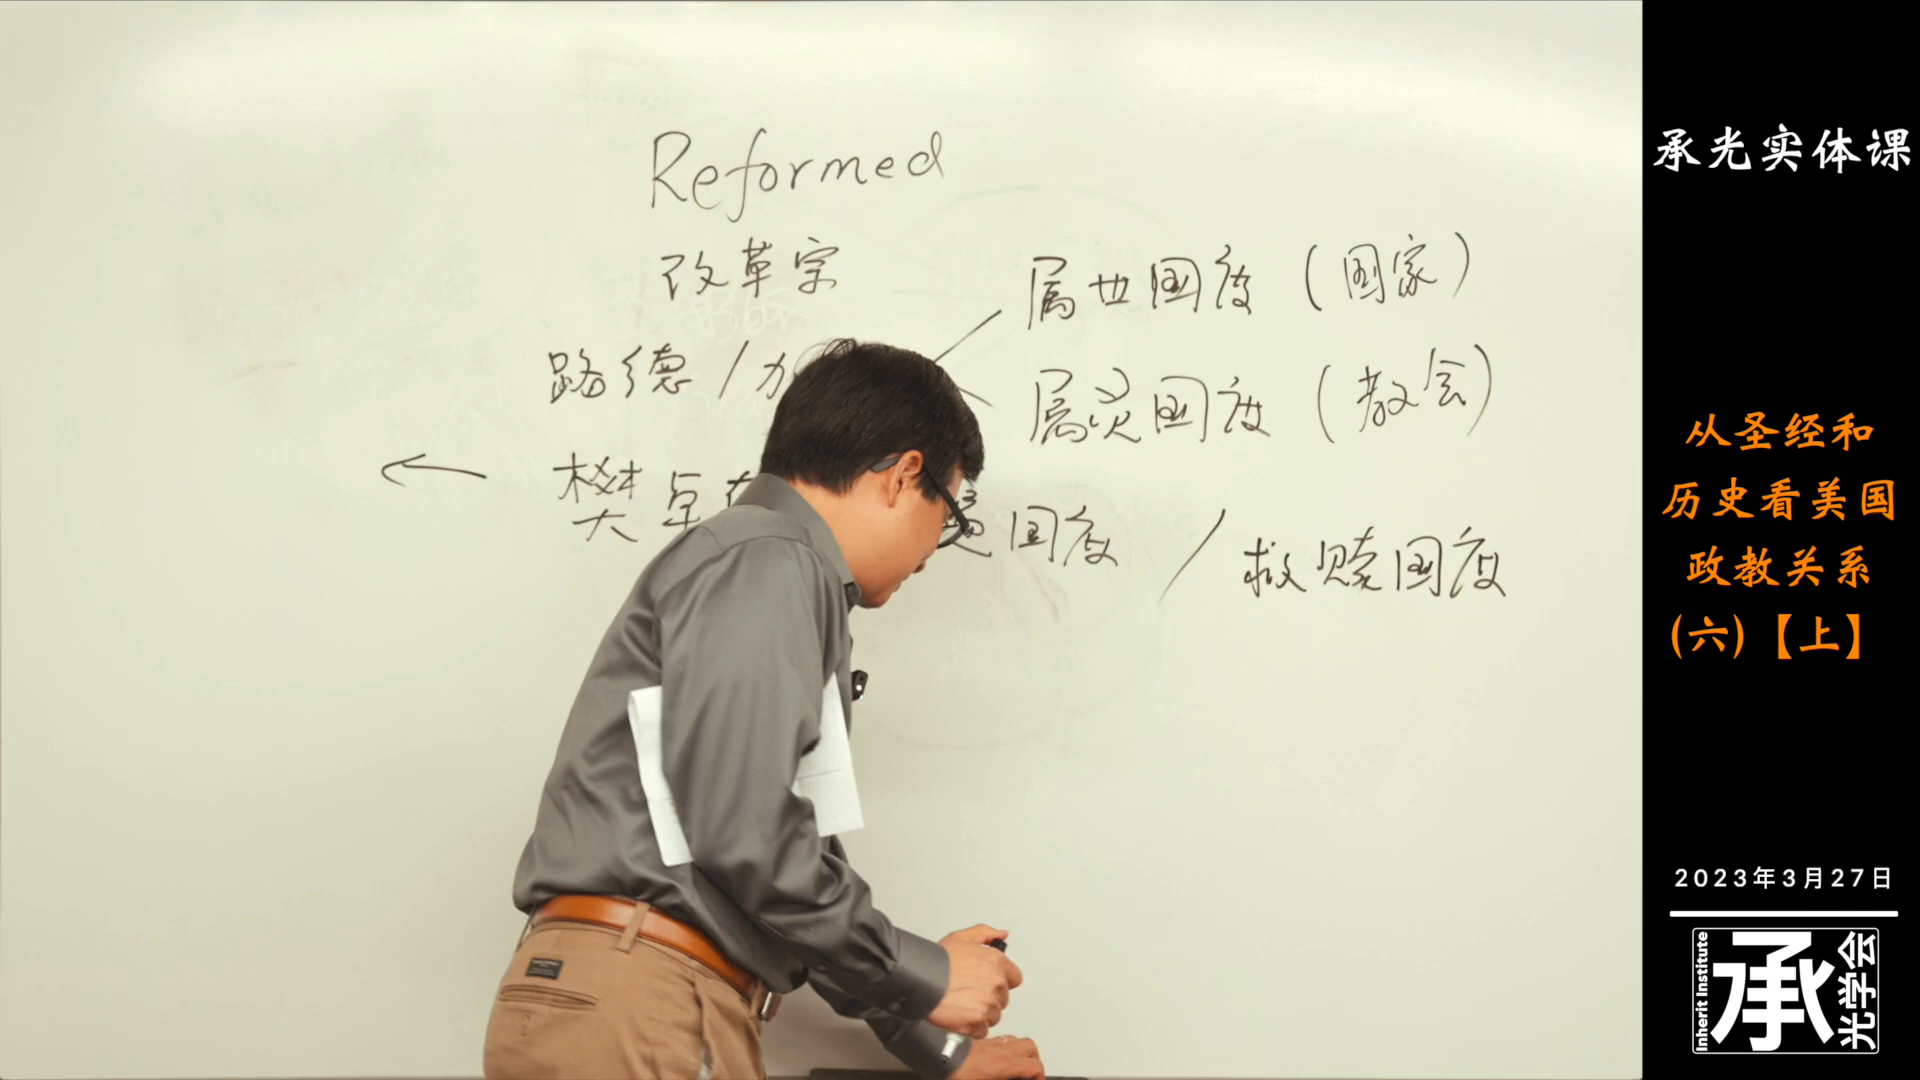 Reformed
改革宗
属世国度（国家）
路德 / 加
属灵国度（教会）
樊卓
国度 / 救赎国度
承光实体课
从圣经和
历史看美国
政教关系
(六)【上】
2023年3月27日
Inherit Institute
承
光学会